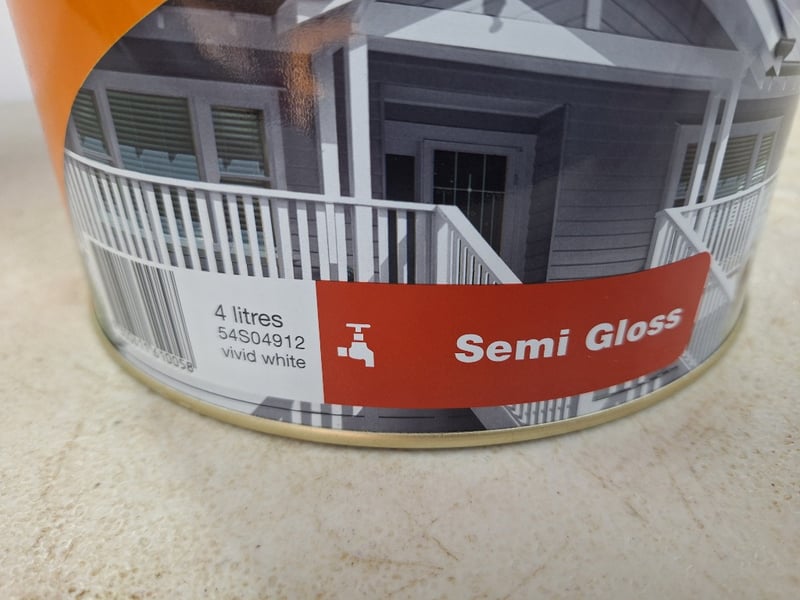 4 litres
54S04912
vivid white
Semi Gloss